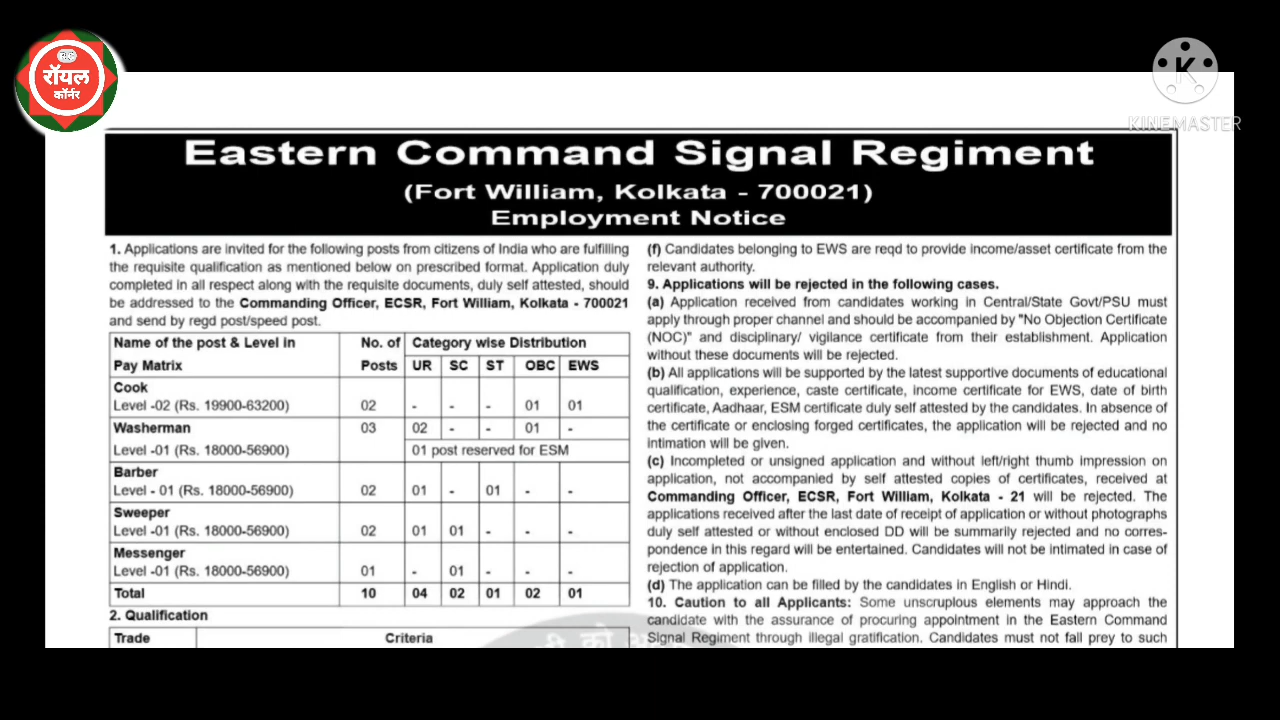 रॉयल
कॉर्नर
K
KINEMASTER
Eastern Command Signal Regiment
(Fort William, Kolkata - 700021)
Employment Notice
1. Applications are invited for the following posts from citizens of India who are fulfilling
the requisite qualification as mentioned below on prescribed format. Application duly
completed in all respect along with the requisite documents, duly self attested, should
be addressed to the Commanding Officer, ECSR, Fort William, Kolkata - 700021
and send by regd post/speed post.
Name of the post & Level in No. of Category wise Distribution
Pay Matrix Posts UR SC ST OBC EWS
Cook
Level -02 (Rs. 19900-63200) 02 - - - 01 01
Washerman 03 02 - - 01 -
Level -01 (Rs. 18000-56900) 01 post reserved for ESM
Barber
Level - 01 (Rs. 18000-56900) 02 01 - 01 - -
Sweeper
Level -01 (Rs. 18000-56900) 02 01 01 - - -
Messenger
Level -01 (Rs. 18000-56900) 01 - 01 - - -
Total 10 04 02 01 02 01
2. Qualification
Trade Criteria
(f) Candidates belonging to EWS are reqd to provide income/asset certificate from the
relevant authority.
9. Applications will be rejected in the following cases.
(a) Application received from candidates working in Central/State Govt/PSU must
apply through proper channel and should be accompanied by "No Objection Certificate
(NOC)" and disciplinary/ vigilance certificate from their establishment. Application
without these documents will be rejected.
(b) All applications will be supported by the latest supportive documents of educational
qualification, experience, caste certificate, income certificate for EWS, date of birth
certificate, Aadhaar, ESM certificate duly self attested by the candidates. In absence of
the certificate or enclosing forged certificates, the application will be rejected and no
intimation will be given.
(c) Incompleted or unsigned application and without left/right thumb impression on
application, not accompanied by self attested copies of certificates, received at
Commanding Officer, ECSR, Fort William, Kolkata - 21 will be rejected. The
applications received after the last date of receipt of application or without photographs
duly self attested or without enclosed DD will be summarily rejected and no corres-
pondence in this regard will be entertained. Candidates will not be intimated in case of
rejection of application.
(d) The application can be filled by the candidates in English or Hindi.
10. Caution to all Applicants: Some unscruplous elements may approach the
candidate with the assurance of procuring appointment in the Eastern Command
Signal Regiment through illegal gratification. Candidates must not fall prey to such